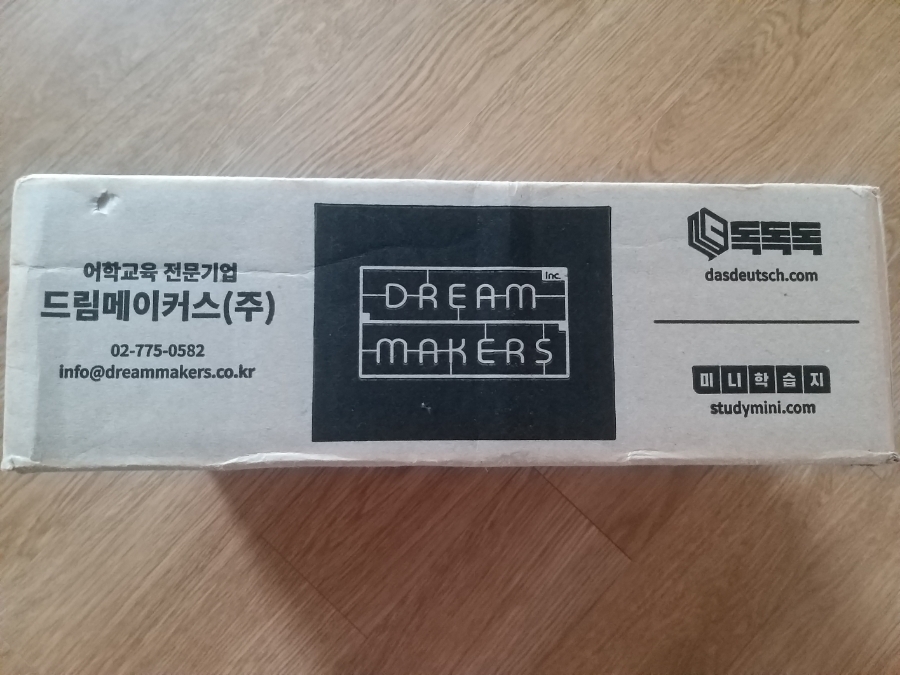 어학교육 전문기업
드림메이커스(주)
02-775-0582
info@dreammakers.co.kr
DREAM Inc.
MAKERS
독독독
dasdeutsch.com
미니학습지
studymini.com